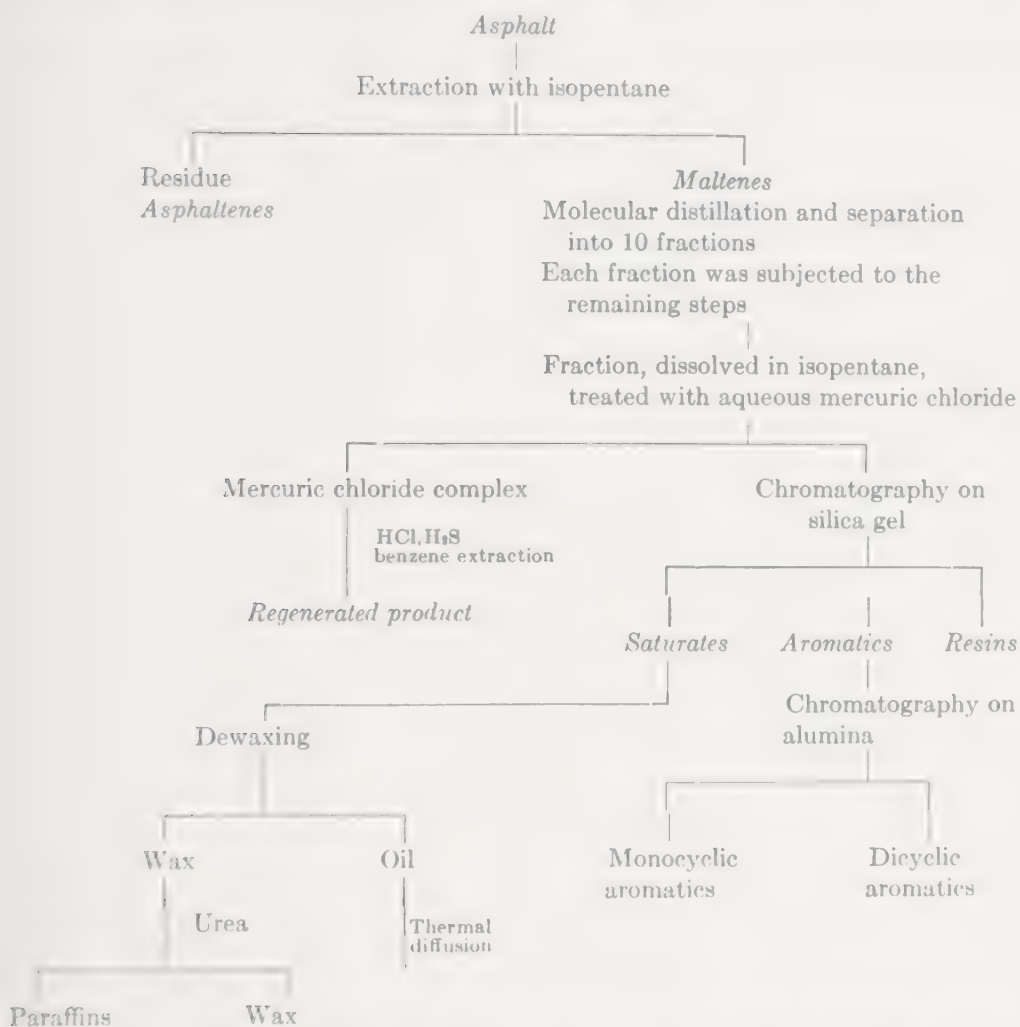 Asphalt
Extraction with isopentane
Residue
Asphaltenes
Maltenes
Molecular distillation and separation
into 10 fractions
Each fraction was subjected to the
remaining steps
Fraction, dissolved in isopentane,
treated with aqueous mercuric chloride
Mercuric chloride complex
HCl, H₂S
benzene extraction
Regenerated product
Chromatography on
silica gel
Saturates
Aromatics
Resins
Chromatography on
alumina
Dewaxing
Wax
Oil
Monocyclic
aromatics
Dicyclic
aromatics
Urea
Thermal
diffusion
Paraffins
Wax